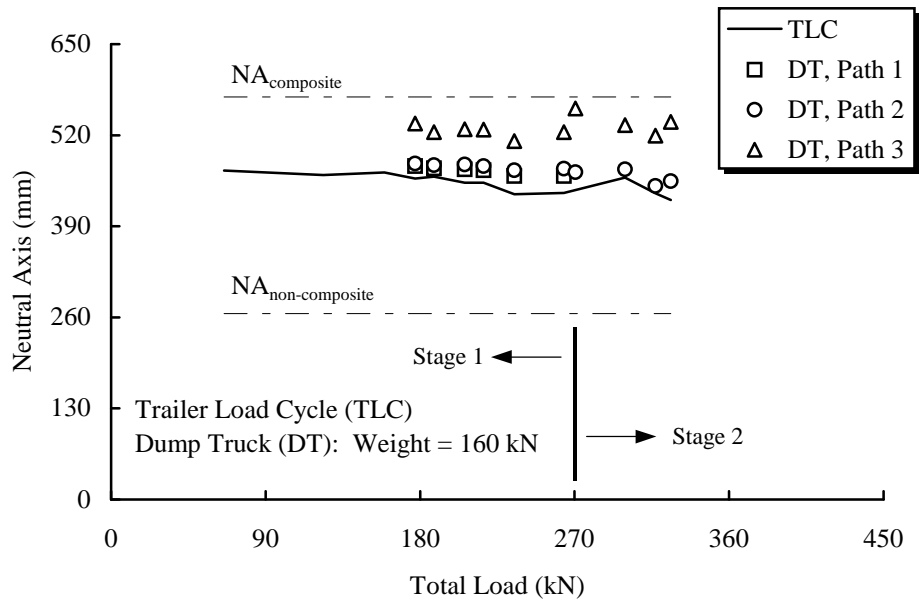 TLC
DT, Path 1
DT, Path 2
DT, Path 3
650
520
390
260
130
0
Neutral Axis (mm)
NAcomposite
NAnon-composite
Stage 1
Stage 2
Trailer Load Cycle (TLC)
Dump Truck (DT): Weight = 160 kN
0 90 180 270 360 450
Total Load (kN)